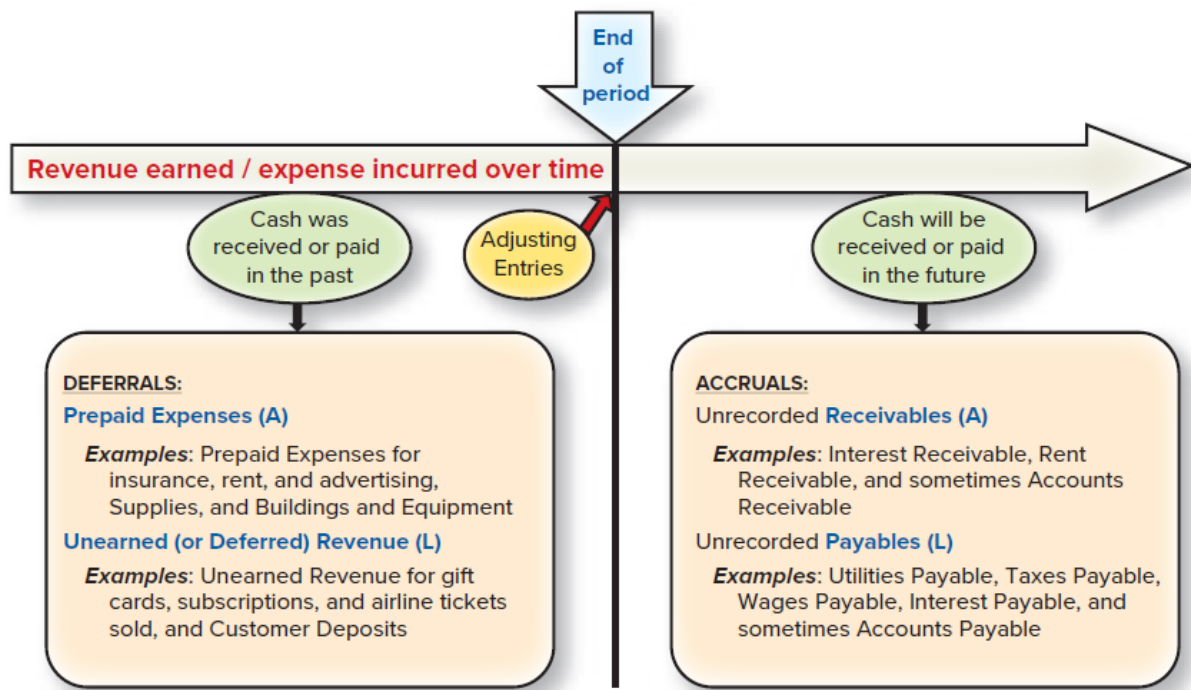 End
of
period
Revenue earned / expense incurred over time
Cash was
received or paid
in the past
Adjusting
Entries
Cash will be
received or paid
in the future
DEFERRALS:
Prepaid Expenses (A)
Examples: Prepaid Expenses for
insurance, rent, and advertising,
Supplies, and Buildings and Equipment
Unearned (or Deferred) Revenue (L)
Examples: Unearned Revenue for gift
cards, subscriptions, and airline tickets
sold, and Customer Deposits
ACCRUALS:
Unrecorded Receivables (A)
Examples: Interest Receivable, Rent
Receivable, and sometimes Accounts
Receivable
Unrecorded Payables (L)
Examples: Utilities Payable, Taxes Payable,
Wages Payable, Interest Payable, and
sometimes Accounts Payable